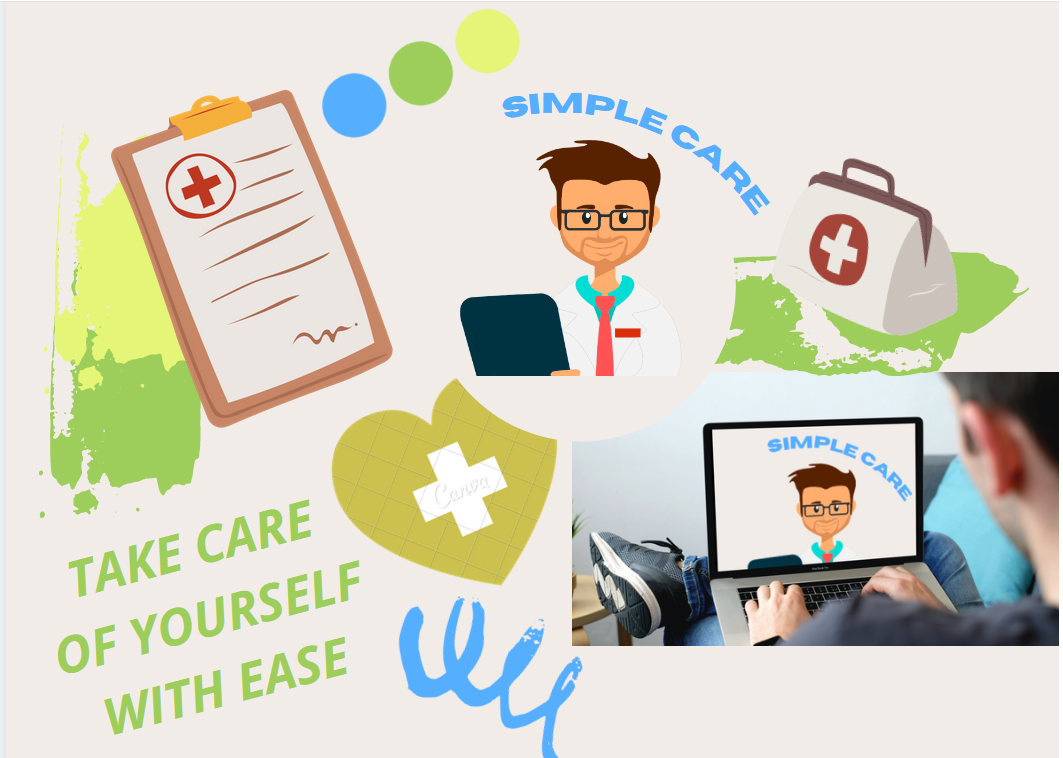 SIMPLE CARE
Canva
SIMPLE CARE
TAKE CARE
OF YOURSELF
WITH EASE